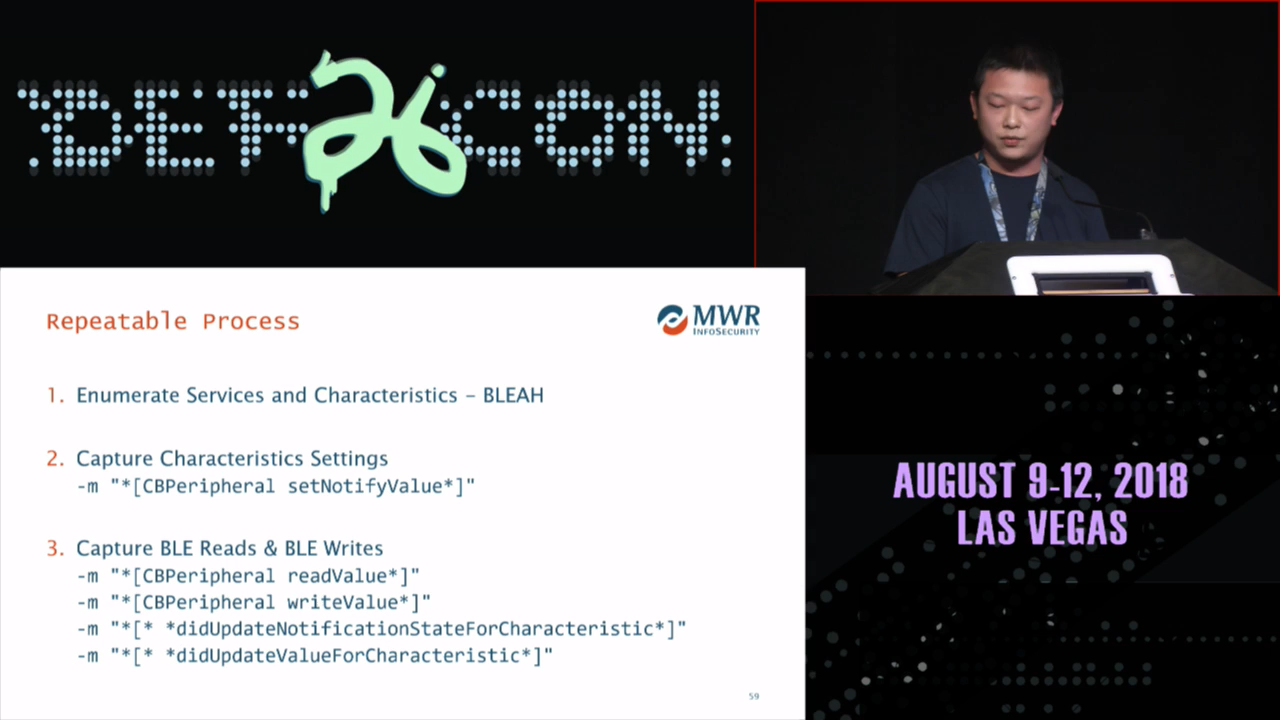 DEF 26 CON
Repeatable Process
MWR
INFOSECURITY
1. Enumerate Services and Characteristics – BLEAH
2. Capture Characteristics Settings
-m "*[CBPeripheral setNotifyValue*]"
3. Capture BLE Reads & BLE Writes
-m "*[CBPeripheral readValue*]"
-m "*[CBPeripheral writeValue*]"
-m "*[* *didUpdateNotificationStateForCharacteristic*]"
-m "*[* *didUpdateValueForCharacteristic*]"
59
AUGUST 9-12, 2018
LAS VEGAS